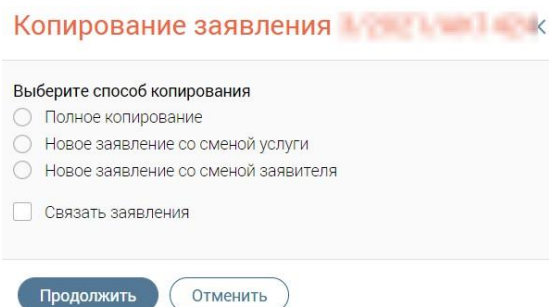 Копирование заявления
Выберите способ копирования
Полное копирование
Новое заявление со сменой услуги
Новое заявление со сменой заявителя
Связать заявления
Продолжить Отменить